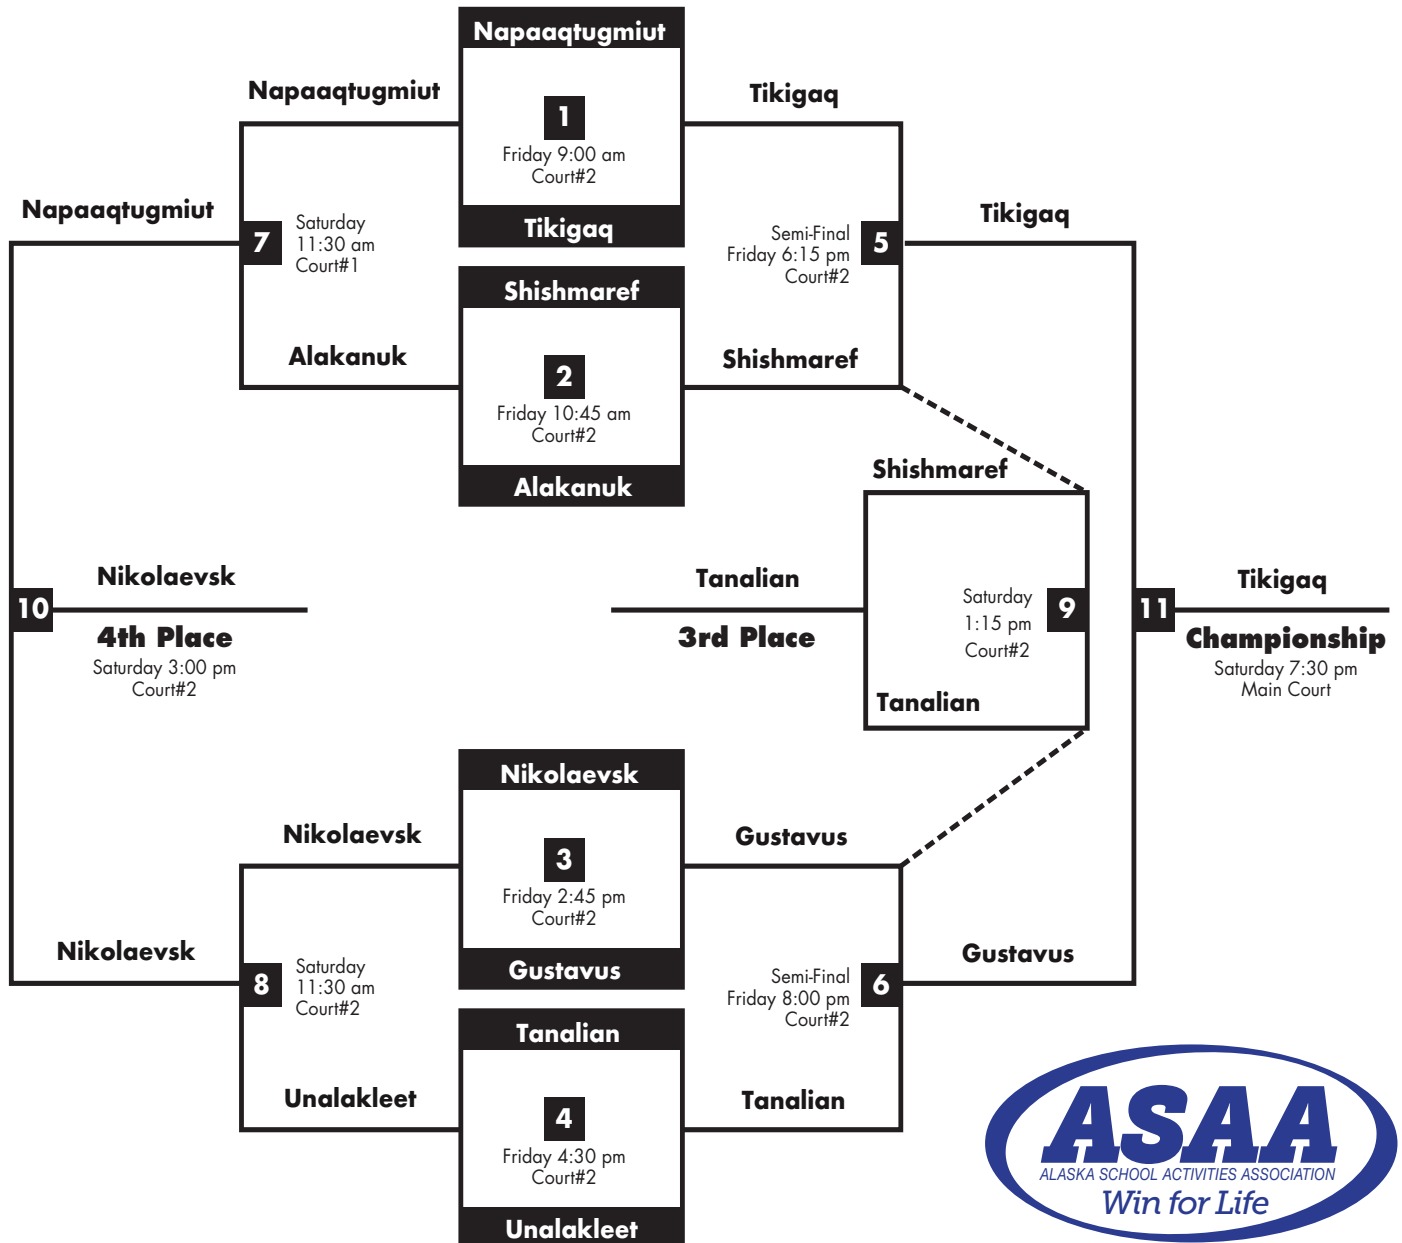 Napaaqtugmiut
Napaaqtugmiut
Tikigaq
1
Friday 9:00 am
Court#2
Napaaqtugmiut
Tikigaq
7
Saturday
11:30 am
Court#1
Tikigaq
Semi-Final
Friday 6:15 pm
Court#2
5
Shishmaref
Alakanuk
Shishmaref
2
Friday 10:45 am
Court#2
Alakanuk
Shishmaref
Nikolaevsk
10
4th Place
Saturday 3:00 pm
Court#2
Tanalian
3rd Place
Saturday
1:15 pm
Court#2
9
Tanalian
11
Tikigaq
Championship
Saturday 7:30 pm
Main Court
Nikolaevsk
Nikolaevsk
Gustavus
3
Friday 2:45 pm
Court#2
Nikolaevsk
Gustavus
8
Saturday
11:30 am
Court#2
Gustavus
Semi-Final
Friday 8:00 pm
Court#2
6
Tanalian
Unalakleet
Tanalian
4
Friday 4:30 pm
Court#2
Unalakleet
ASAA
ALASKA SCHOOL ACTIVITIES ASSOCIATION
Win for Life